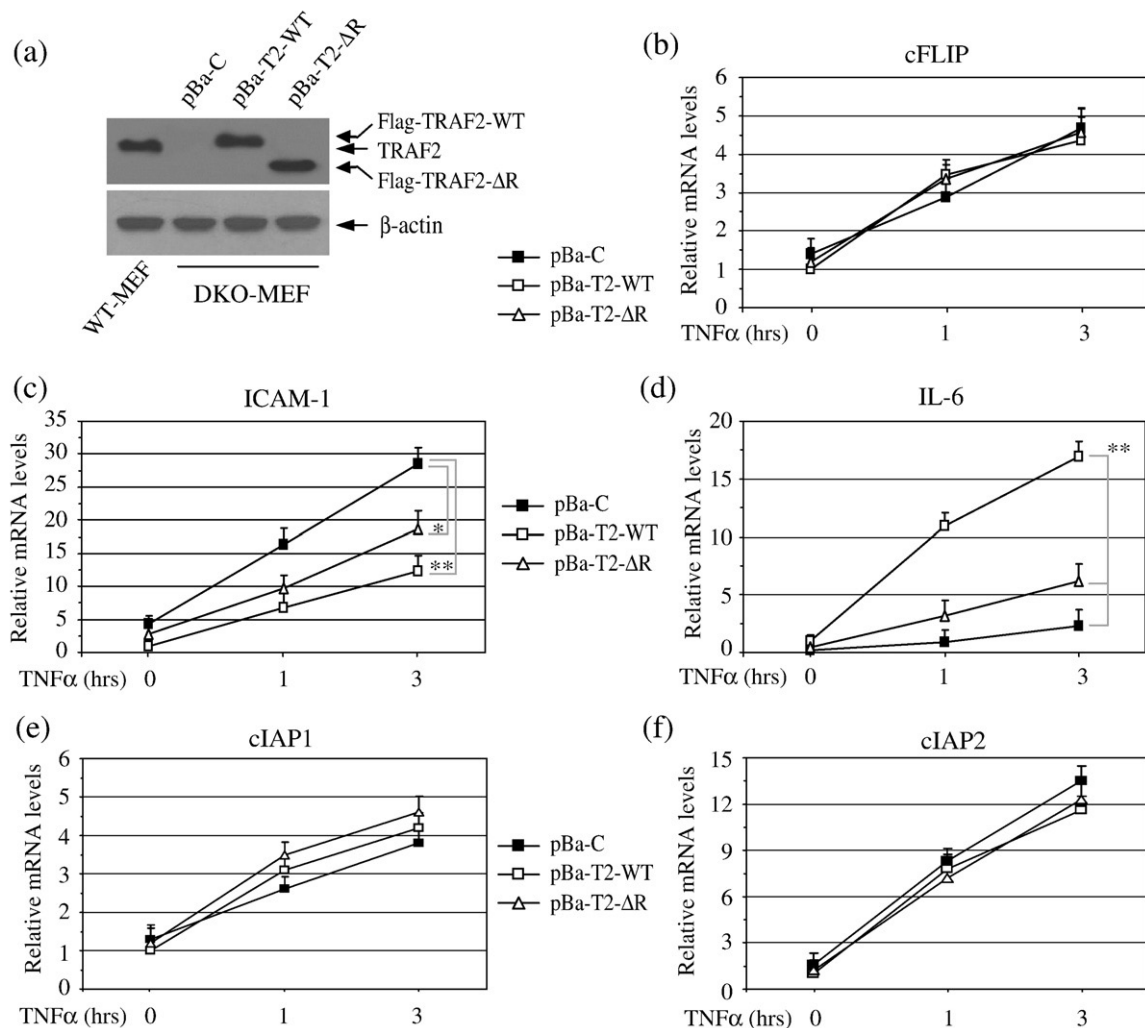 (a)
pBa-C
pBa-T2-WT
pBa-T2-ΔR
Flag-TRAF2-WT
TRAF2
Flag-TRAF2-ΔR
β-actin
WT-MEF
DKO-MEF
pBa-C
pBa-T2-WT
pBa-T2-ΔR
(b)
cFLIP
Relative mRNA levels
6
5
4
3
2
1
0
TNFα (hrs) 0 1 3
(c)
ICAM-1
Relative mRNA levels
35
30
25
20
15
10
5
0
*
**
TNFα (hrs) 0 1 3
pBa-C
pBa-T2-WT
pBa-T2-ΔR
(d)
IL-6
Relative mRNA levels
20
15
10
5
0
**
TNFα (hrs) 0 1 3
(e)
cIAP1
Relative mRNA levels
6
5
4
3
2
1
0
TNFα (hrs) 0 1 3
pBa-C
pBa-T2-WT
pBa-T2-ΔR
(f)
cIAP2
Relative mRNA levels
15
12
9
6
3
0
TNFα (hrs) 0 1 3